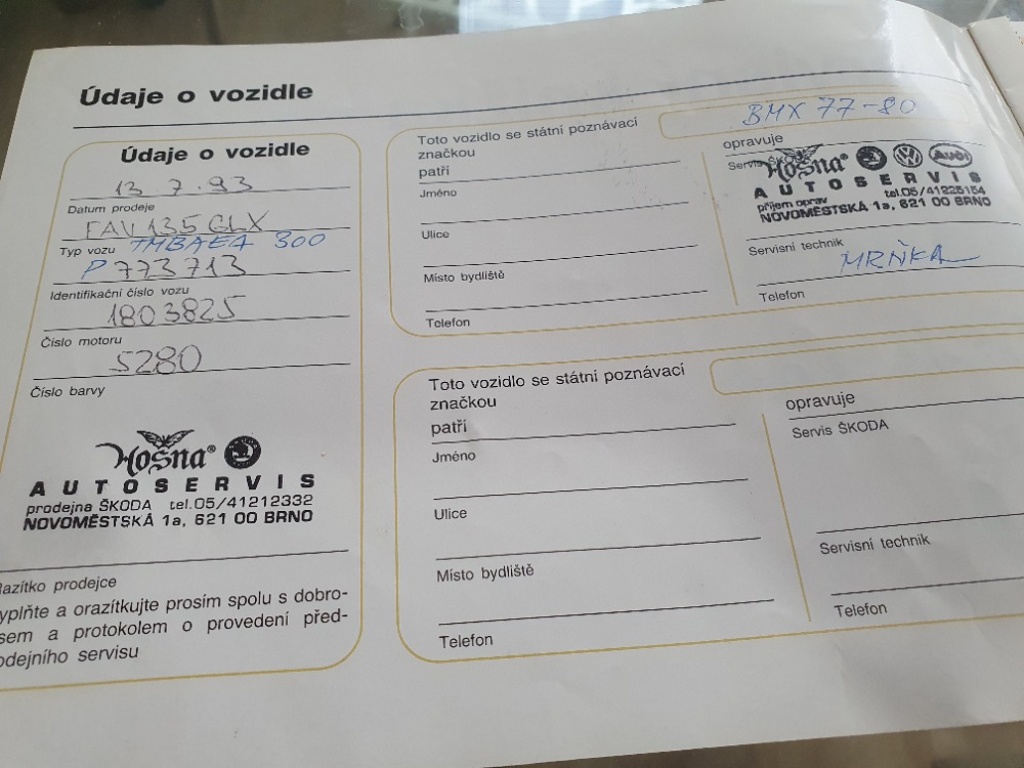 Údaje o vozidle
Údaje o vozidle
13 7.93
Datum prodeje
FAV 135 GLX
Typ vozu TMBAEA 300
P 773713
Identifikační číslo vozu
1803825
Číslo motoru
5280
Číslo barvy
Hošna®
AUTOSERVIS
prodejna ŠKODA tel.05/41212332
NOVOMĚSTSKÁ 1a, 621 00 BRNO
Razítko prodejce
yplňte a orazítkujte prosím spolu s dobro-
sem a protokolem o provedení před-
odejního servisu
Toto vozidlo se státní poznávací
značkou
BMX 77-80
patří
Jméno
Ulice
Místo bydliště
Telefon
opravuje
Servis ŠKODA
Hošna® Audi
AUTOSERVIS
příjem oprav tel.05/41225154
NOVOMĚSTSKÁ 1a, 621 00 BRNO
Servisní technik
MRŇKA
Telefon
Toto vozidlo se státní poznávací
značkou
patří
Jméno
Ulice
Místo bydliště
Telefon
opravuje
Servis ŠKODA
Servisní technik
Telefon